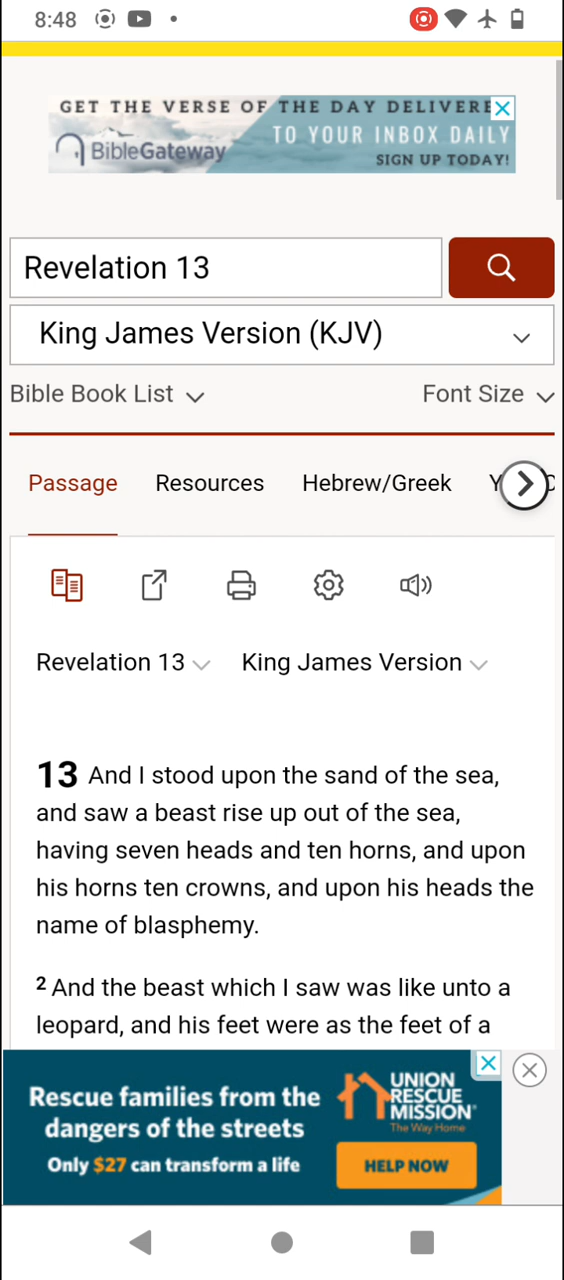 8:48
GET THE VERSE OF THE DAY DELIVERE
TO YOUR INBOX DAILY
BibleGateway
SIGN UP TODAY!
Revelation 13
King James Version (KJV)
Bible Book List
Font Size
Passage Resources Hebrew/Greek Y
Revelation 13 King James Version
13 And I stood upon the sand of the sea,
and saw a beast rise up out of the sea,
having seven heads and ten horns, and upon
his horns ten crowns, and upon his heads the
name of blasphemy.
2 And the beast which I saw was like unto a
leopard, and his feet were as the feet of a
Rescue families from the
dangers of the streets
Only $27 can transform a life
UNION
RESCUE
MISSION®
The Way Home
HELP NOW